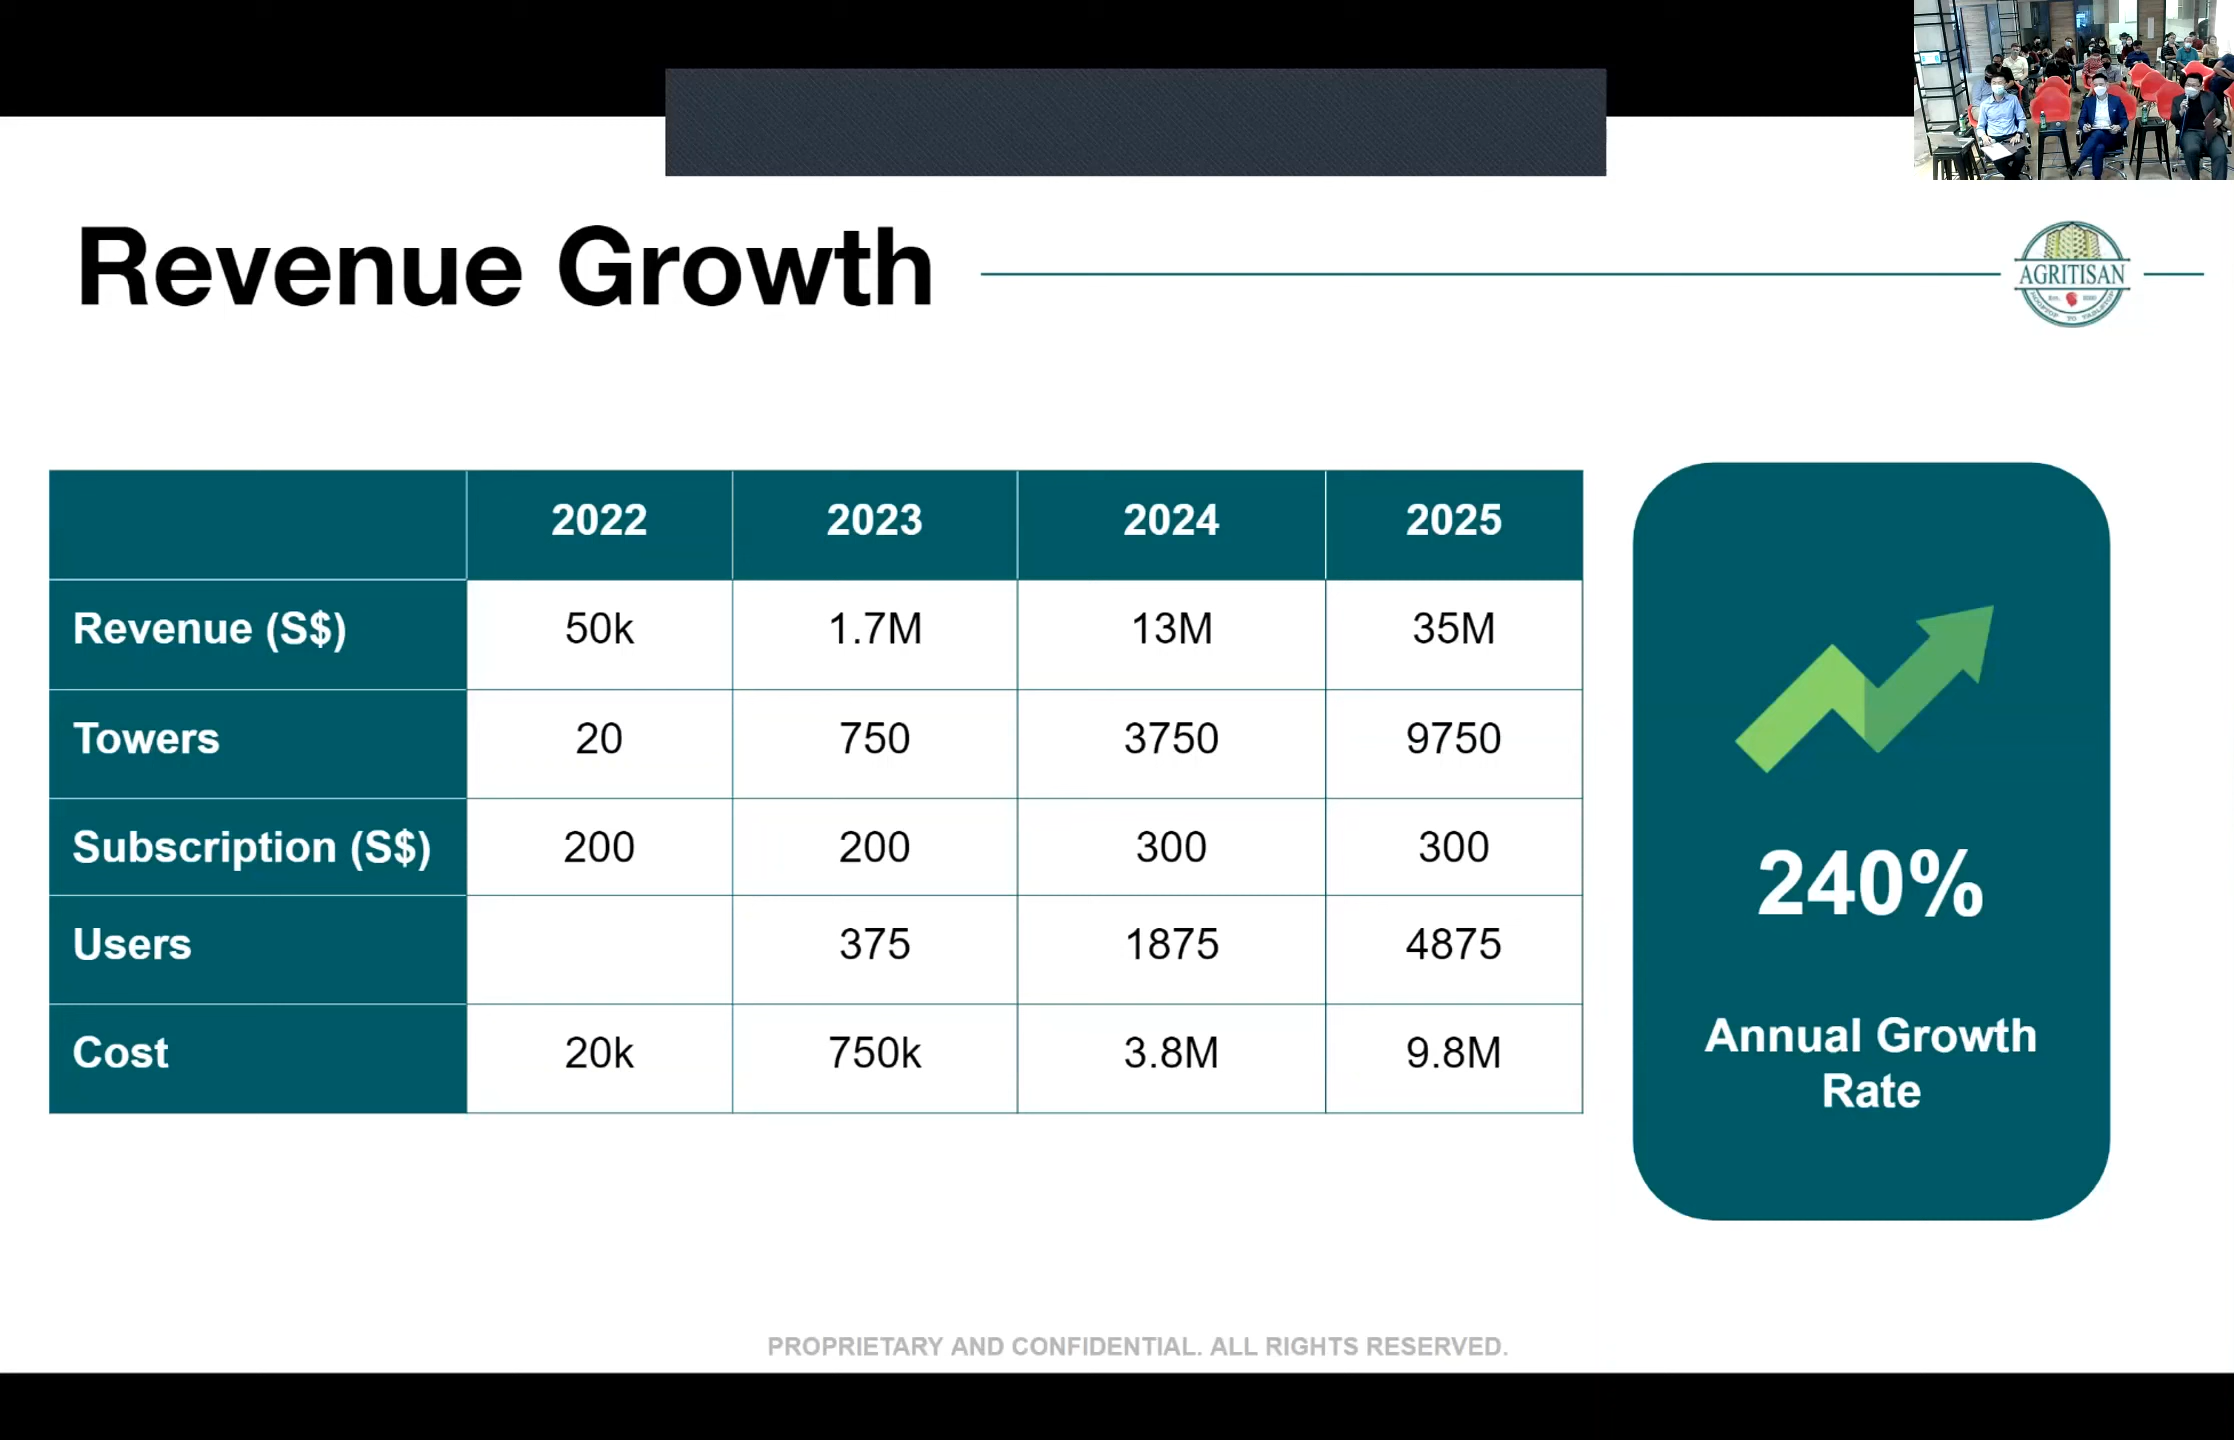 Revenue Growth
AGRITISAN
2022 2023 2024 2025
Revenue (S$) 50k 1.7M 13M 35M
Towers 20 750 3750 9750
Subscription (S$) 200 200 300 300
Users 375 1875 4875
Cost 20k 750k 3.8M 9.8M
240%
Annual Growth
Rate
PROPRIETARY AND CONFIDENTIAL. ALL RIGHTS RESERVED.